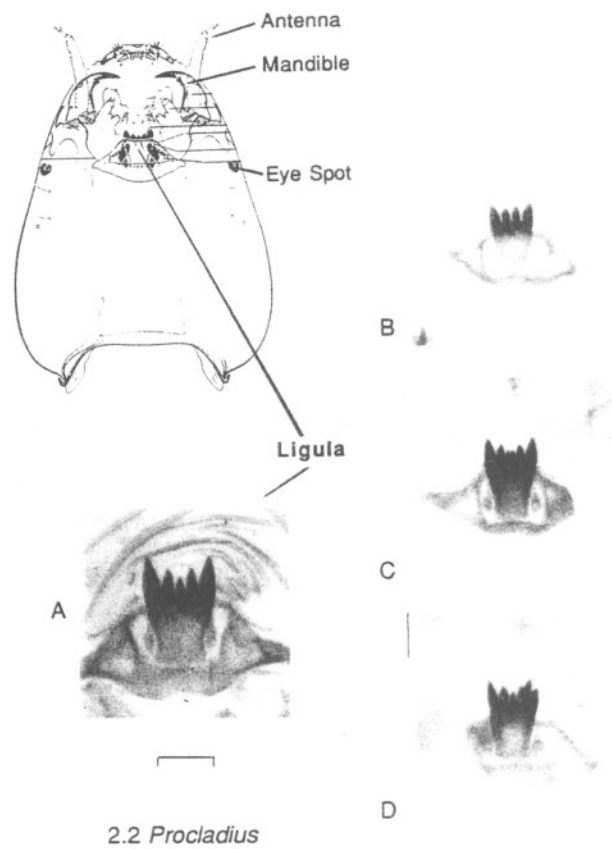 Antenna
Mandible
Eye Spot
B
Ligula
A
C
D
2.2 Procladius